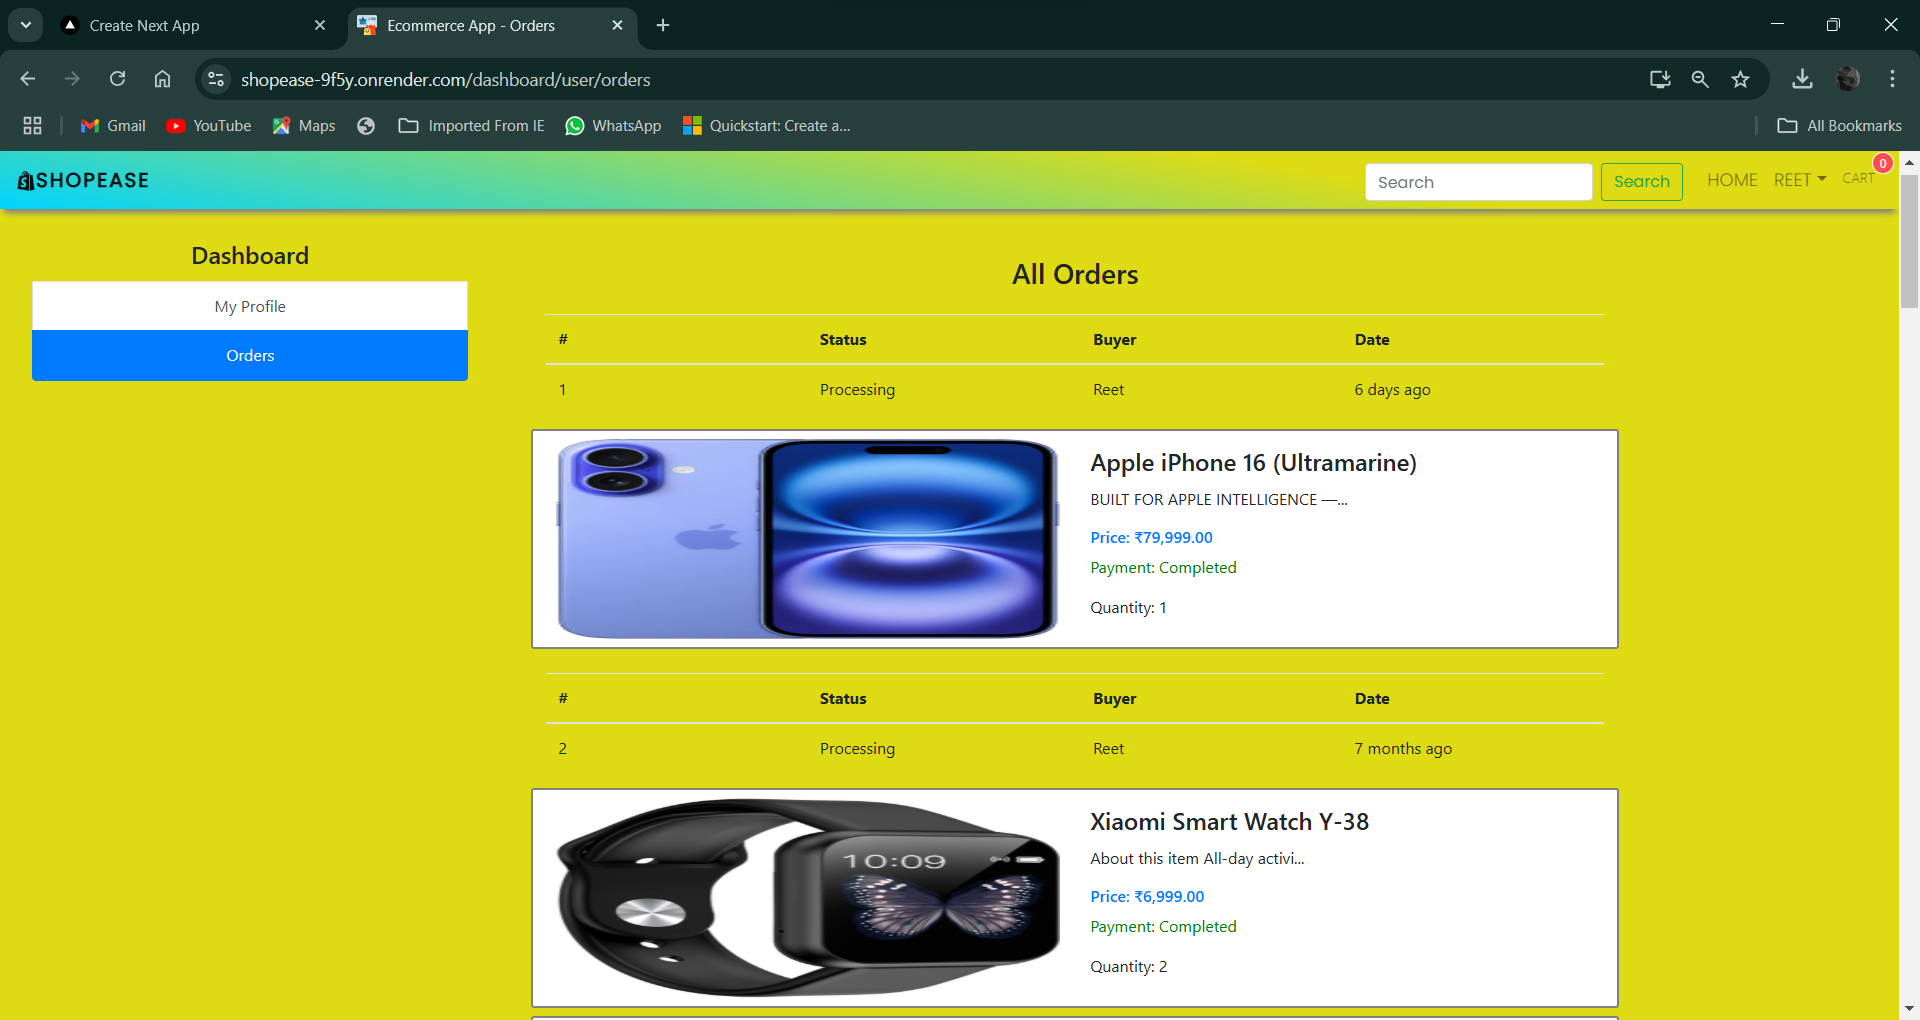 Create Next App
Ecommerce App - Orders
shopease-9f5y.onrender.com/dashboard/user/orders
Gmail
YouTube
Maps
Imported From IE
WhatsApp
Quickstart: Create a...
All Bookmarks
SHOPEASE
Search
Search
HOME
REET
CART
0
Dashboard
My Profile
Orders
All Orders
# Status Buyer Date
1 Processing Reet 6 days ago
Apple iPhone 16 (Ultramarine)
BUILT FOR APPLE INTELLIGENCE —...
Price: ₹79,999.00
Payment: Completed
Quantity: 1
# Status Buyer Date
2 Processing Reet 7 months ago
10:09
Xiaomi Smart Watch Y-38
About this item All-day activi...
Price: ₹6,999.00
Payment: Completed
Quantity: 2